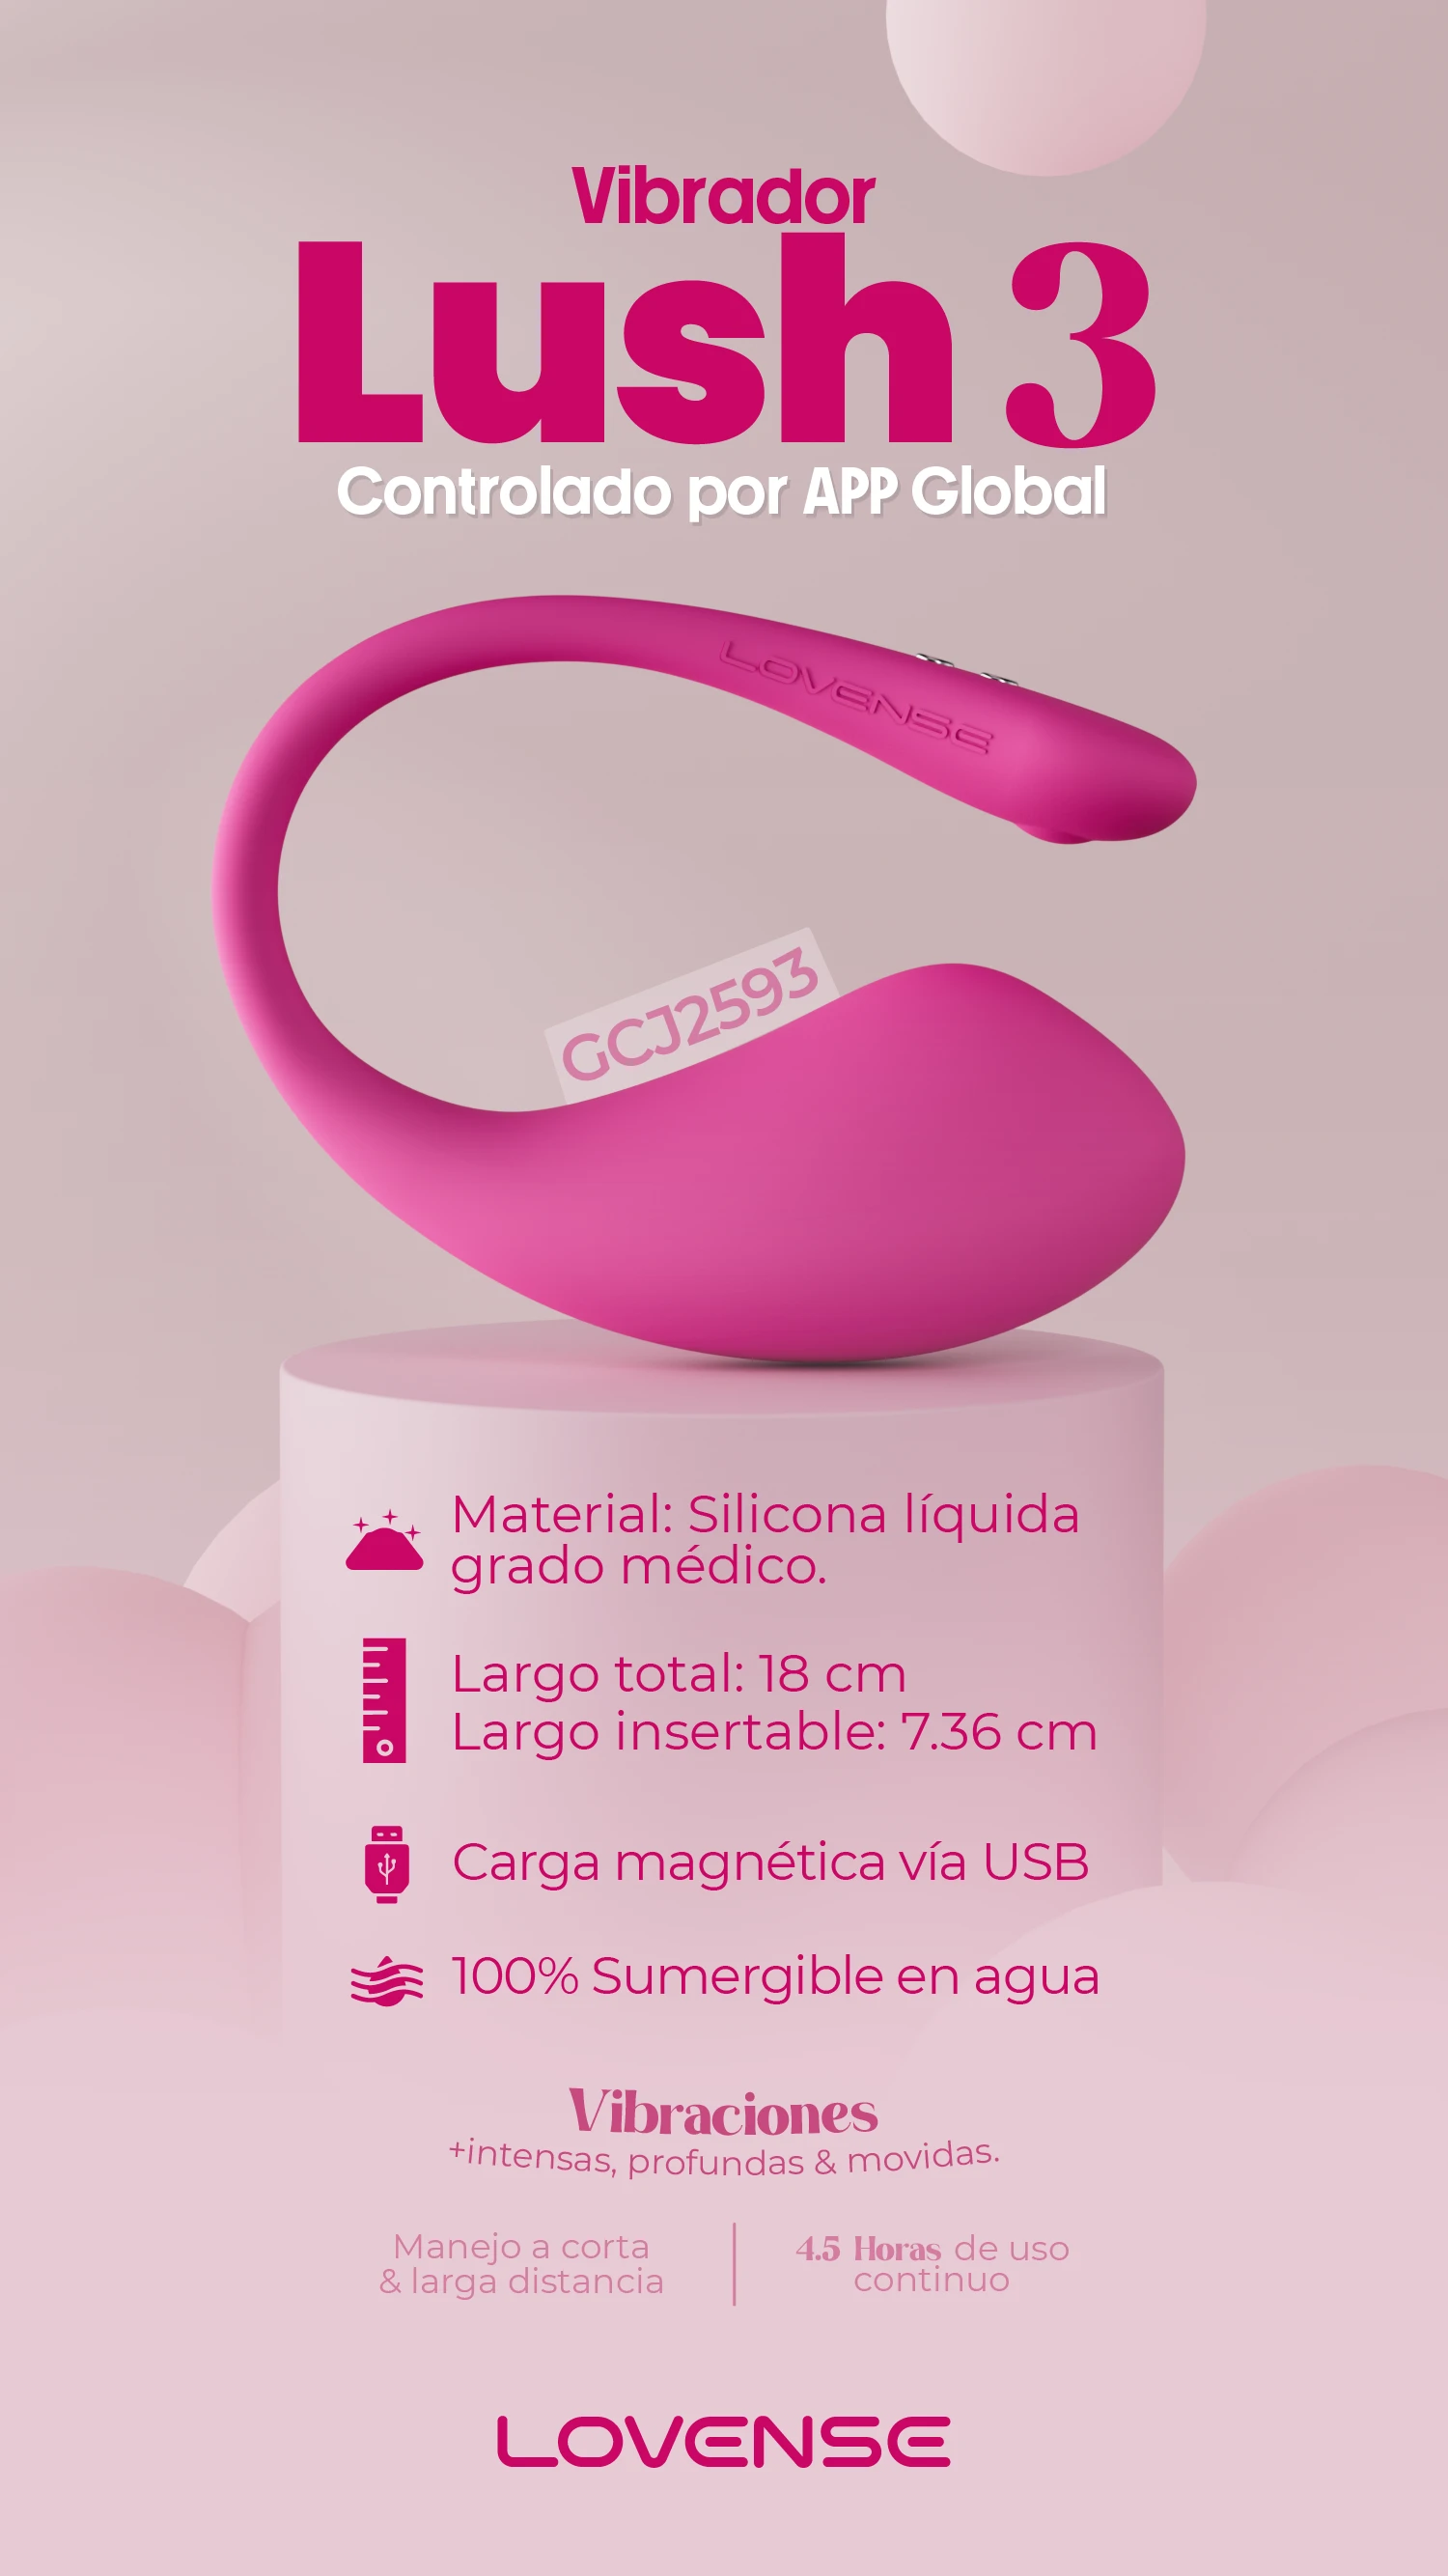 Vibrador
Lush 3
Controlado por APP Global
LOVENSE
GCJ2593
Material: Silicona líquida
grado médico.
Largo total: 18 cm
Largo insertable: 7.36 cm
Carga magnética vía USB
100% Sumergible en agua
Vibraciones
+intensas, profundas & movidas.
Manejo a corta
& larga distancia
4.5 Horas de uso
continuo
LOVENSE